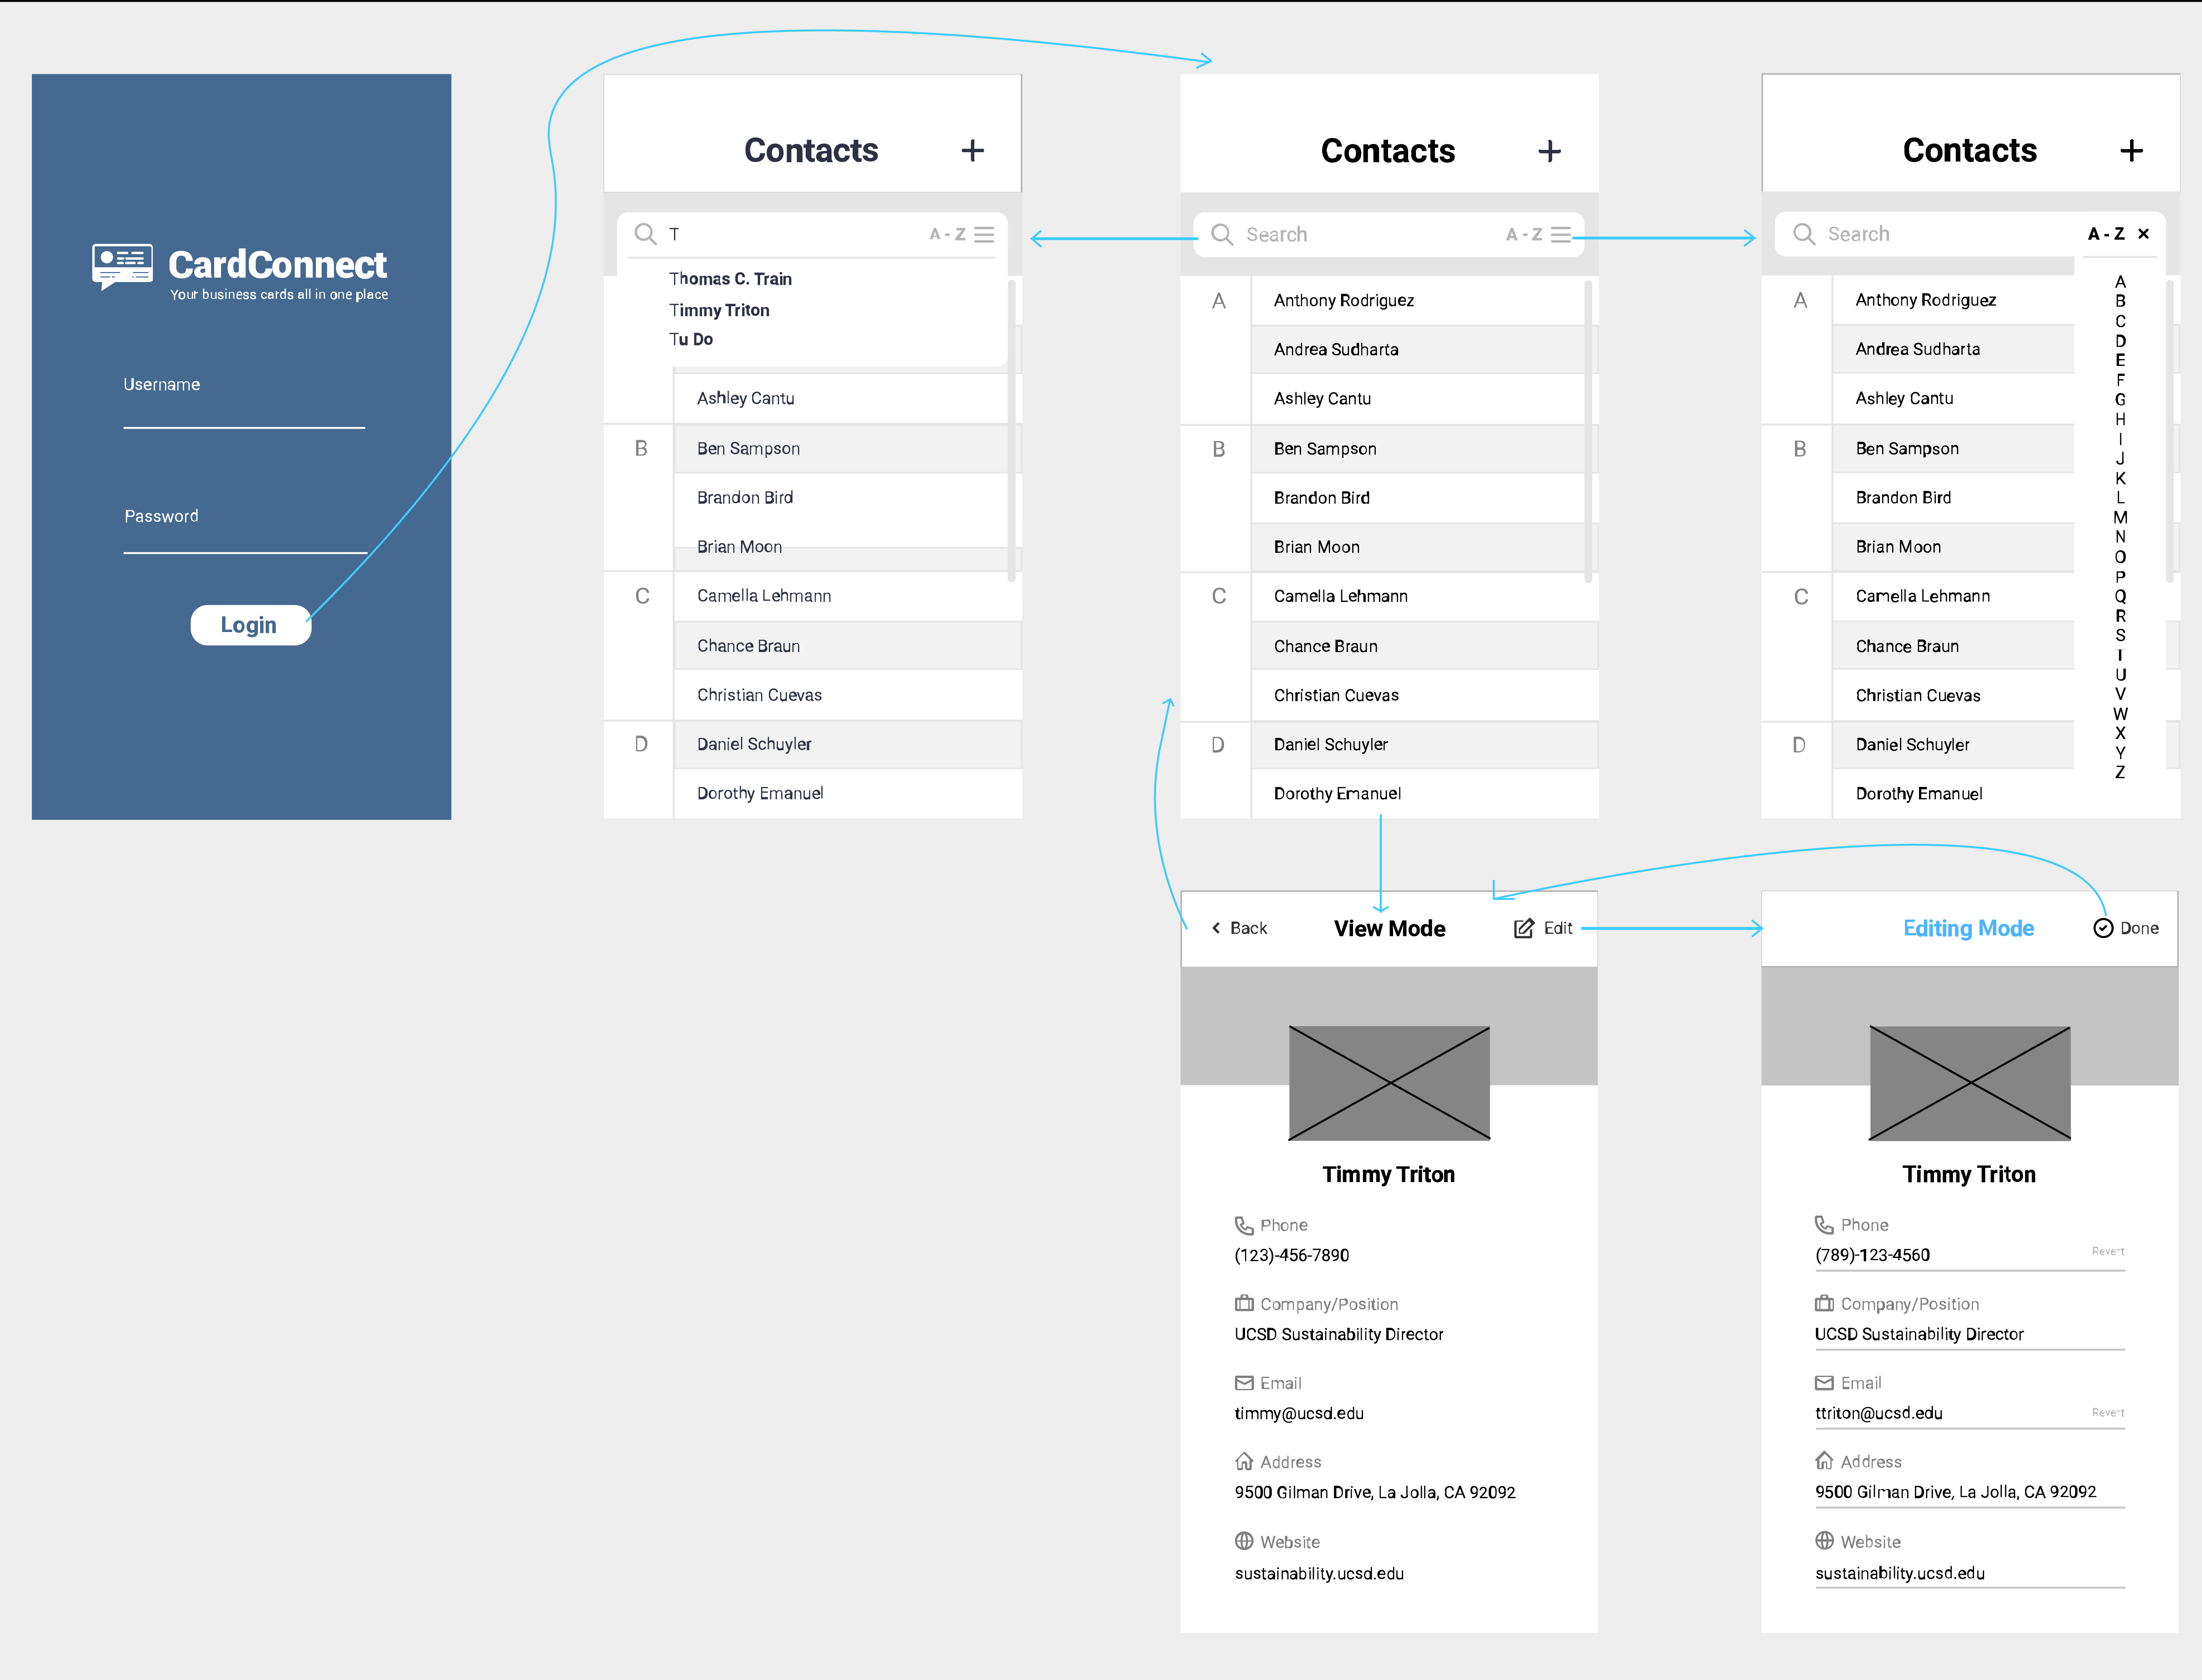 CardConnect
Your business cards all in one place
Username
Password
Login
Contacts +
T A - Z
Thomas C. Train
Timmy Triton
Tu Do
Ashley Cantu
B Ben Sampson
Brandon Bird
Brian Moon
C Camella Lehmann
Chance Braun
Christian Cuevas
D Daniel Schuyler
Dorothy Emanuel
Contacts +
Search A - Z
A Anthony Rodriguez
Andrea Sudharta
Ashley Cantu
B Ben Sampson
Brandon Bird
Brian Moon
C Camella Lehmann
Chance Braun
Christian Cuevas
D Daniel Schuyler
Dorothy Emanuel
Contacts +
Search A - Z ×
A Anthony Rodriguez
Andrea Sudharta
Ashley Cantu
B Ben Sampson
Brandon Bird
Brian Moon
C Camella Lehmann
Chance Braun
Christian Cuevas
D Daniel Schuyler
Dorothy Emanuel
A
B
C
D
E
F
G
H
I
J
K
L
M
N
O
P
Q
R
S
T
U
V
W
X
Y
Z
Back View Mode Edit
Timmy Triton
Phone
(123)-456-7890
Company/Position
UCSD Sustainability Director
Email
timmy@ucsd.edu
Address
9500 Gilman Drive, La Jolla, CA 92092
Website
sustainability.ucsd.edu
Editing Mode Done
Timmy Triton
Phone
(789)-123-4560 Revert
Company/Position
UCSD Sustainability Director
Email
ttriton@ucsd.edu Revert
Address
9500 Gilman Drive, La Jolla, CA 92092
Website
sustainability.ucsd.edu